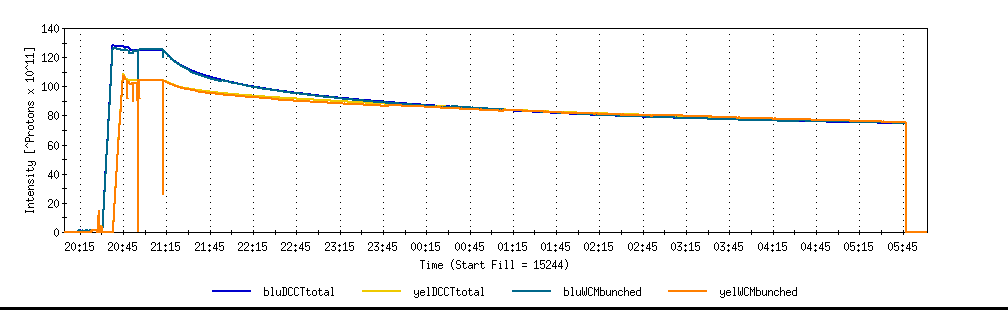 140
120
100
80
60
40
20
0
Intensity [^Protons x 10^11]
20:15 20:45 21:15 21:45 22:15 22:45 23:15 23:45 00:15 00:45 01:15 01:45 02:15 02:45 03:15 03:45 04:15 04:45 05:15 05:45
Time (Start Fill = 15244)
bluDCCTtotal yelDCCTtotal bluWCMbunched yelWCMbunched